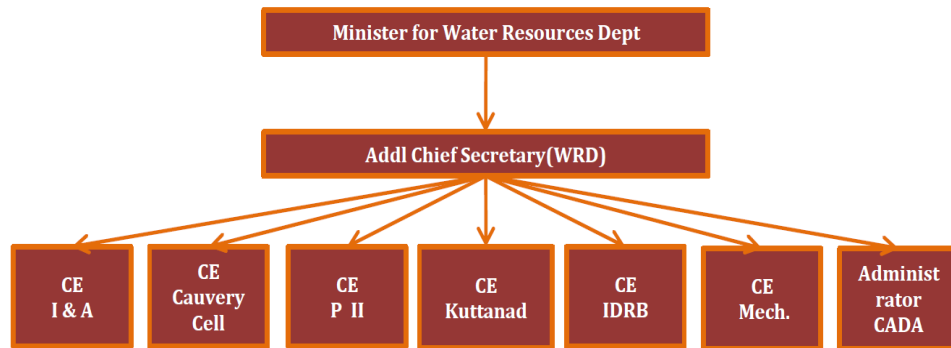 Minister for Water Resources Dept
Addl Chief Secretary(WRD)
CE
I & A
CE
Cauvery
Cell
CE
P II
CE
Kuttanad
CE
IDRB
CE
Mech.
Administ
rator
CADA